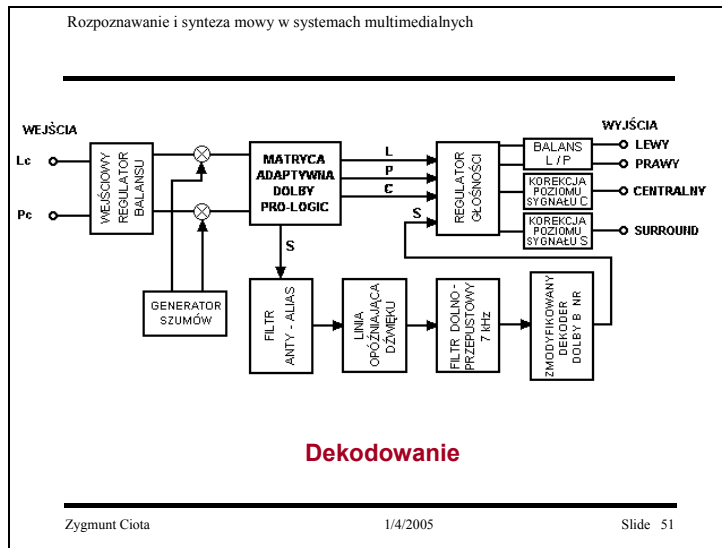 Rozpoznawanie i synteza mowy w systemach multimedialnych
WEJŚCIA
Lc
Pc
WEJŚCIOWY
REGULATOR
BALANSU
GENERATOR
SZUMÓW
MATRYCA
ADAPTYWNA
DOLBY
PRO-LOGIC
L
P
C
S
S
REGULATOR
GŁOŚNOŚCI
WYJŚCIA
BALANS
L / P
LEWY
PRAWY
KOREKCJA
POZIOMU
SYGNAŁU C
CENTRALNY
KOREKCJA
POZIOMU
SYGNAŁU S
SURROUND
FILTR
ANTY - ALIAS
LINIA
OPÓŹNIAJĄCA
DŹWIĘKU
FILTR DOLNO -
PRZEPUSTOWY
7 kHz
ZMODYFIKOWANY
DEKODER
DOLBY B NR
Dekodowanie
Zygmunt Ciota
1/4/2005
Slide 51